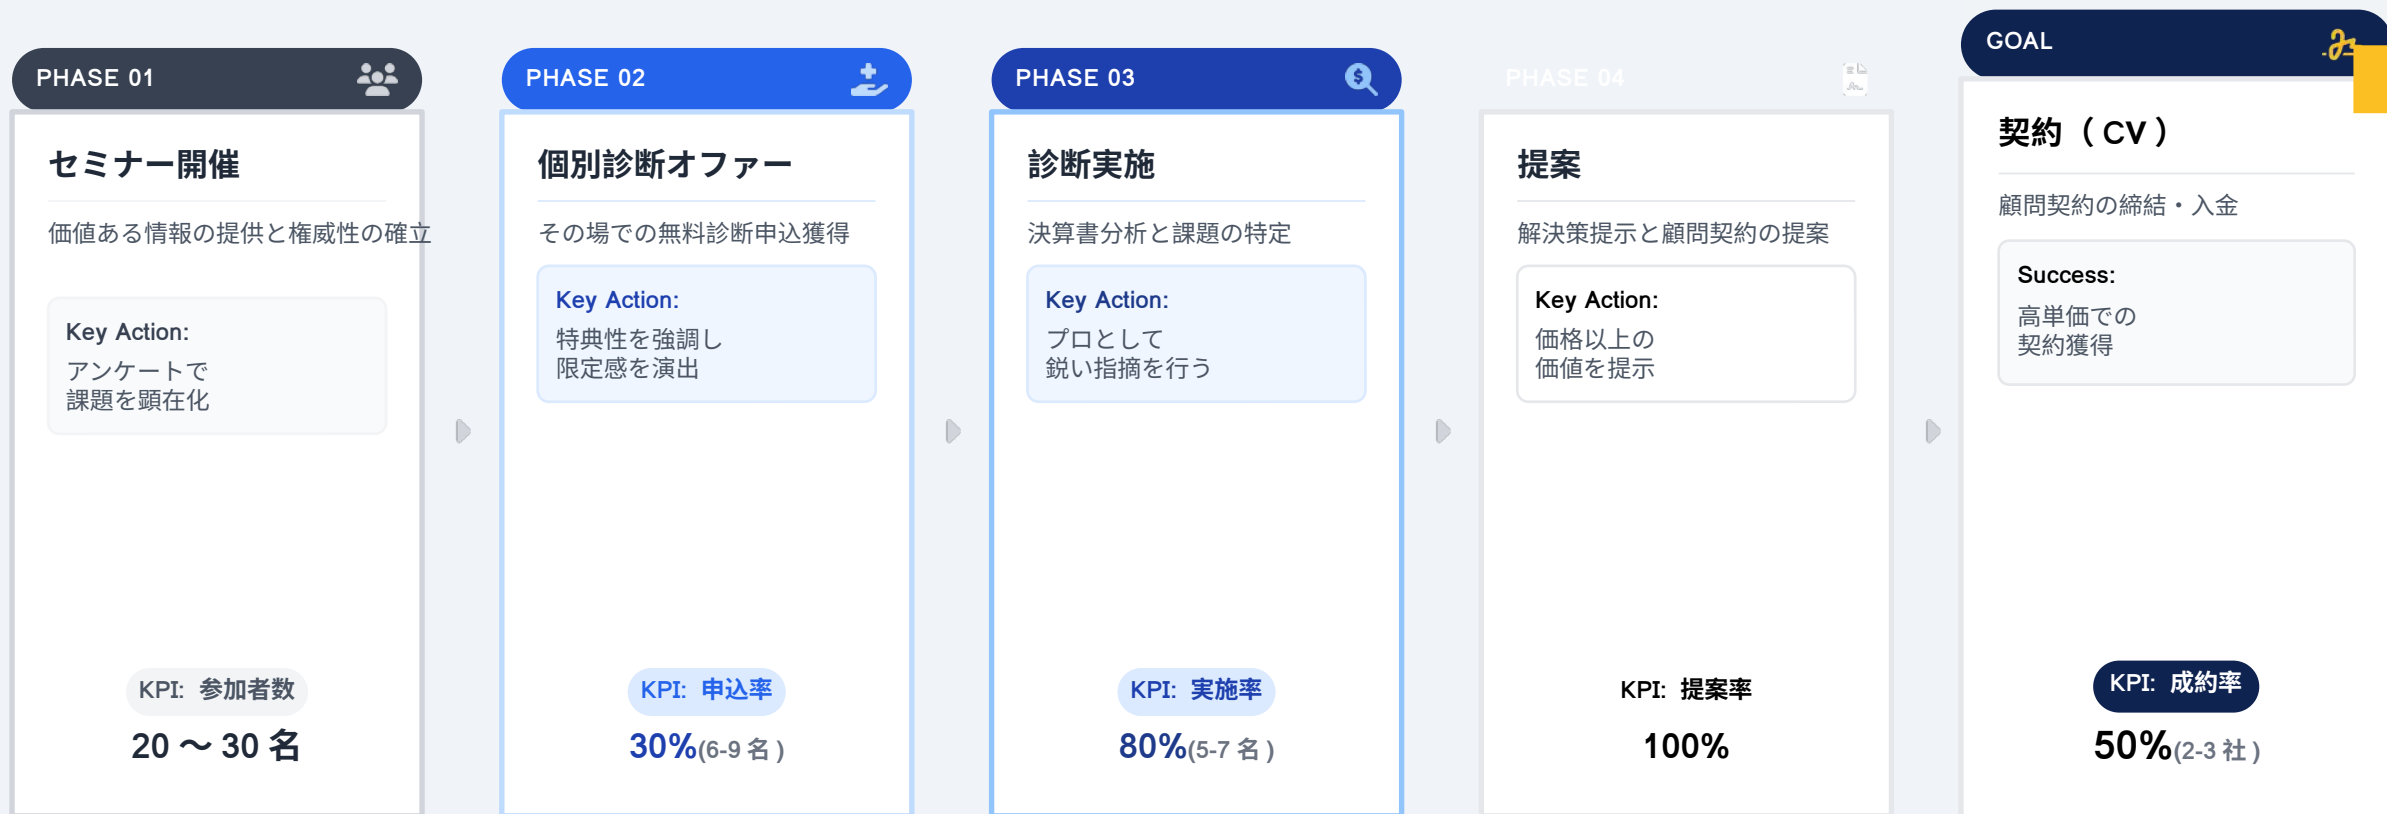 PHASE 01
セミナー開催
価値ある情報の提供と権威性の確立
Key Action:
アンケートで
課題を顕在化
KPI: 参加者数
20 〜 30 名
PHASE 02
個別診断オファー
その場での無料診断申込獲得
Key Action:
特典性を強調し
限定感を演出
KPI: 申込率
30%(6-9 名 )
PHASE 03
診断実施
決算書分析と課題の特定
Key Action:
プロとして
鋭い指摘を行う
KPI: 実施率
80%(5-7 名 )
PHASE 04
提案
解決策提示と顧問契約の提案
Key Action:
価格以上の
価値を提示
KPI: 提案率
100%
GOAL
契約（ CV ）
顧問契約の締結・入金
Success:
高単価での
契約獲得
KPI: 成約率
50%(2-3 社 )